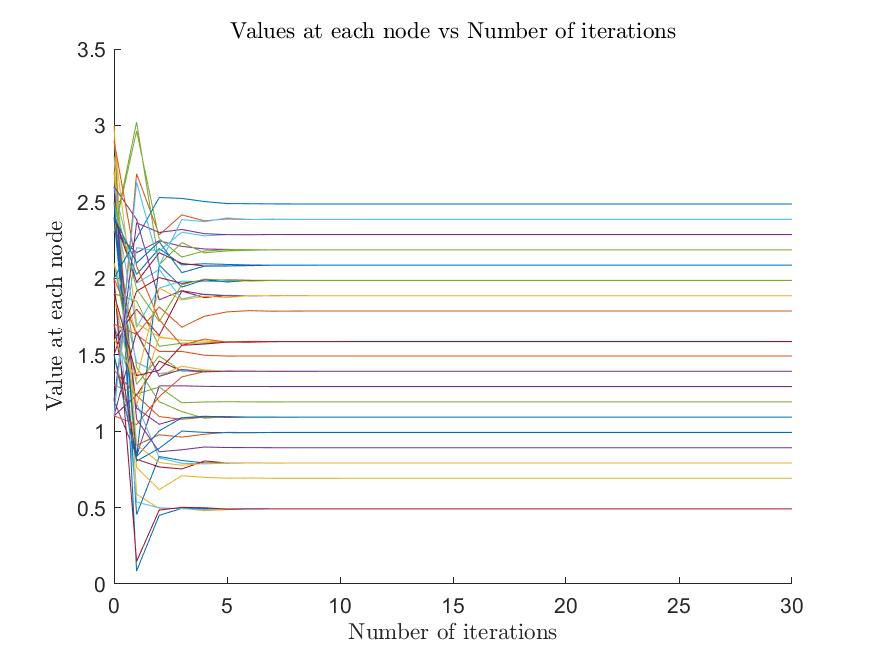 Values at each node vs Number of iterations
3.5
3
2.5
2
1.5
1
0.5
0
Value at each node
0 5 10 15 20 25 30
Number of iterations